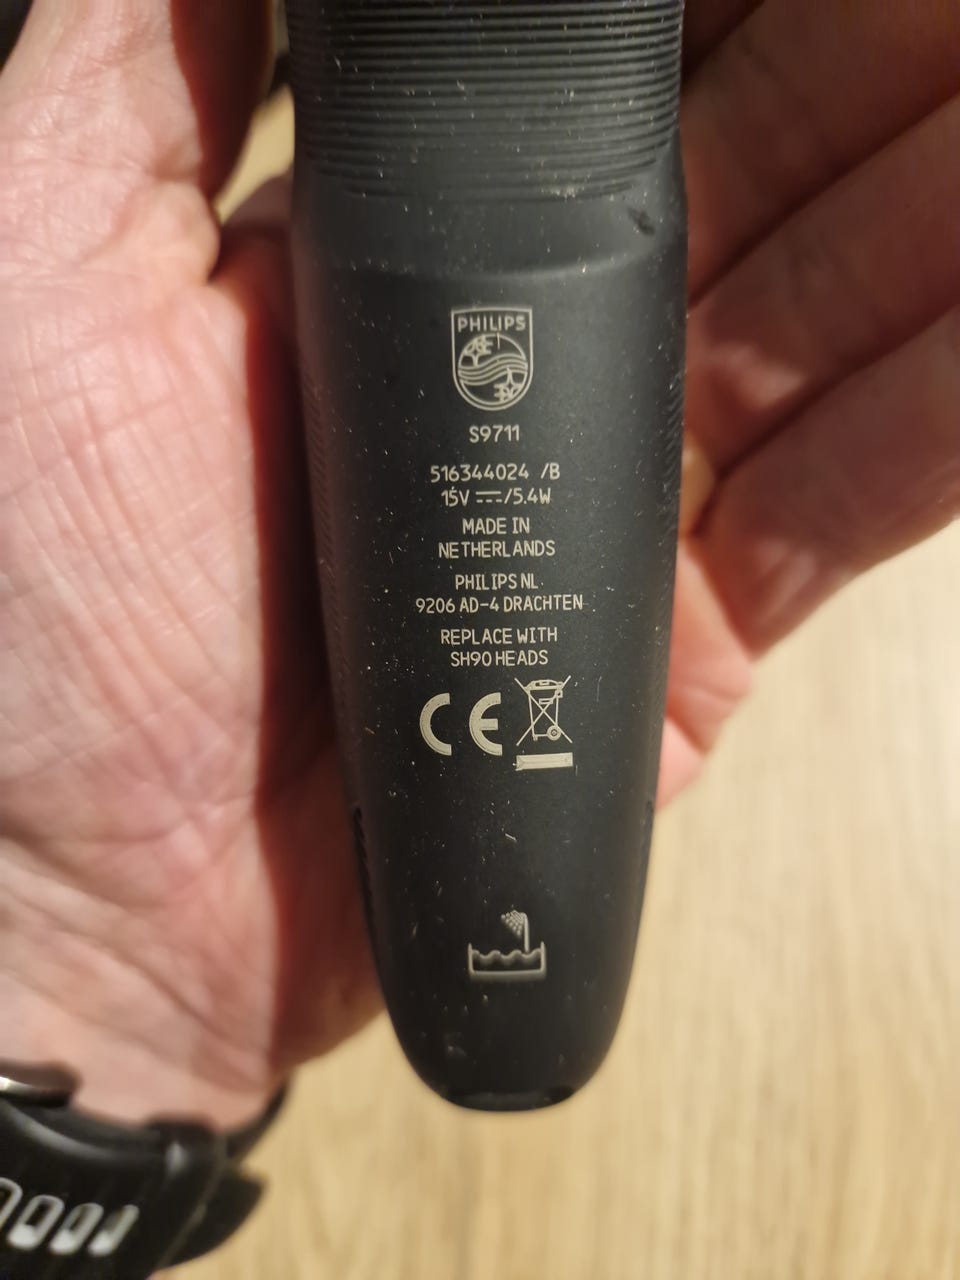 PHILIPS
S9711
516344024 /B
15V ⎓/5.4W
MADE IN
NETHERLANDS
PHILIPS NL
9206 AD-4 DRACHTEN
REPLACE WITH
SH90 HEADS
CE